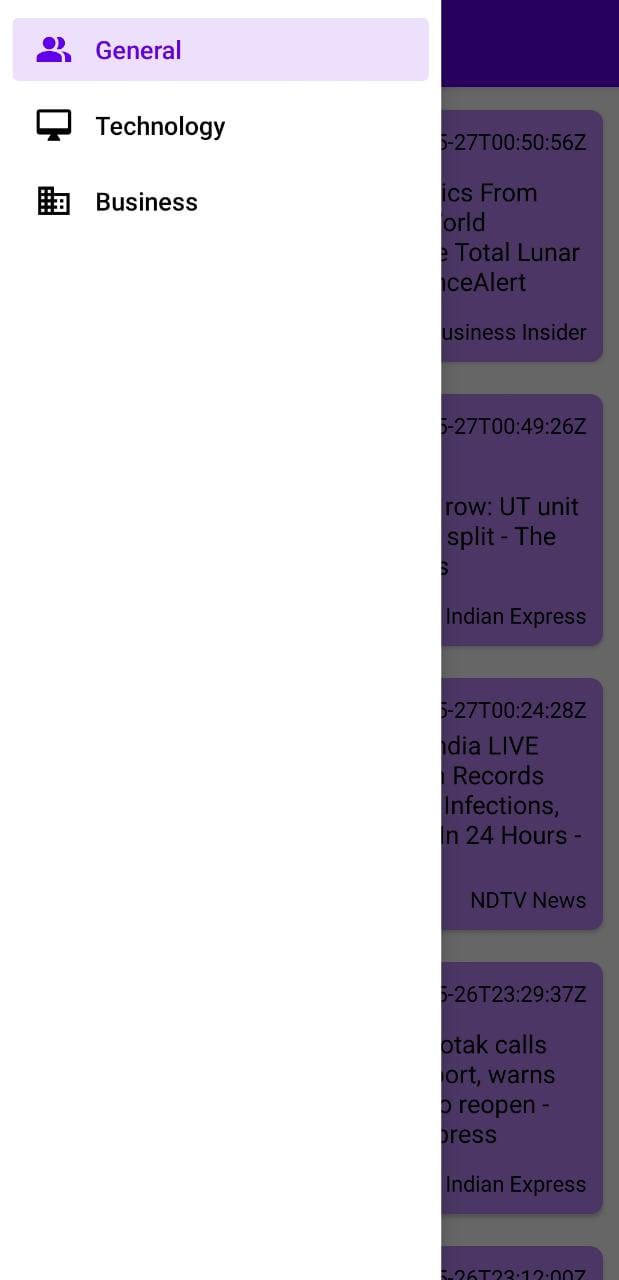 General
Technology
Business
5-27T00:50:56Z
ics From
orld
e Total Lunar
nceAlert
usiness Insider
5-27T00:49:26Z
row: UT unit
split - The
s
Indian Express
5-27T00:24:28Z
ndia LIVE
n Records
Infections,
In 24 Hours -
NDTV News
5-26T23:29:37Z
otak calls
port, warns
o reopen -
press
Indian Express
5-26T23:12:00Z